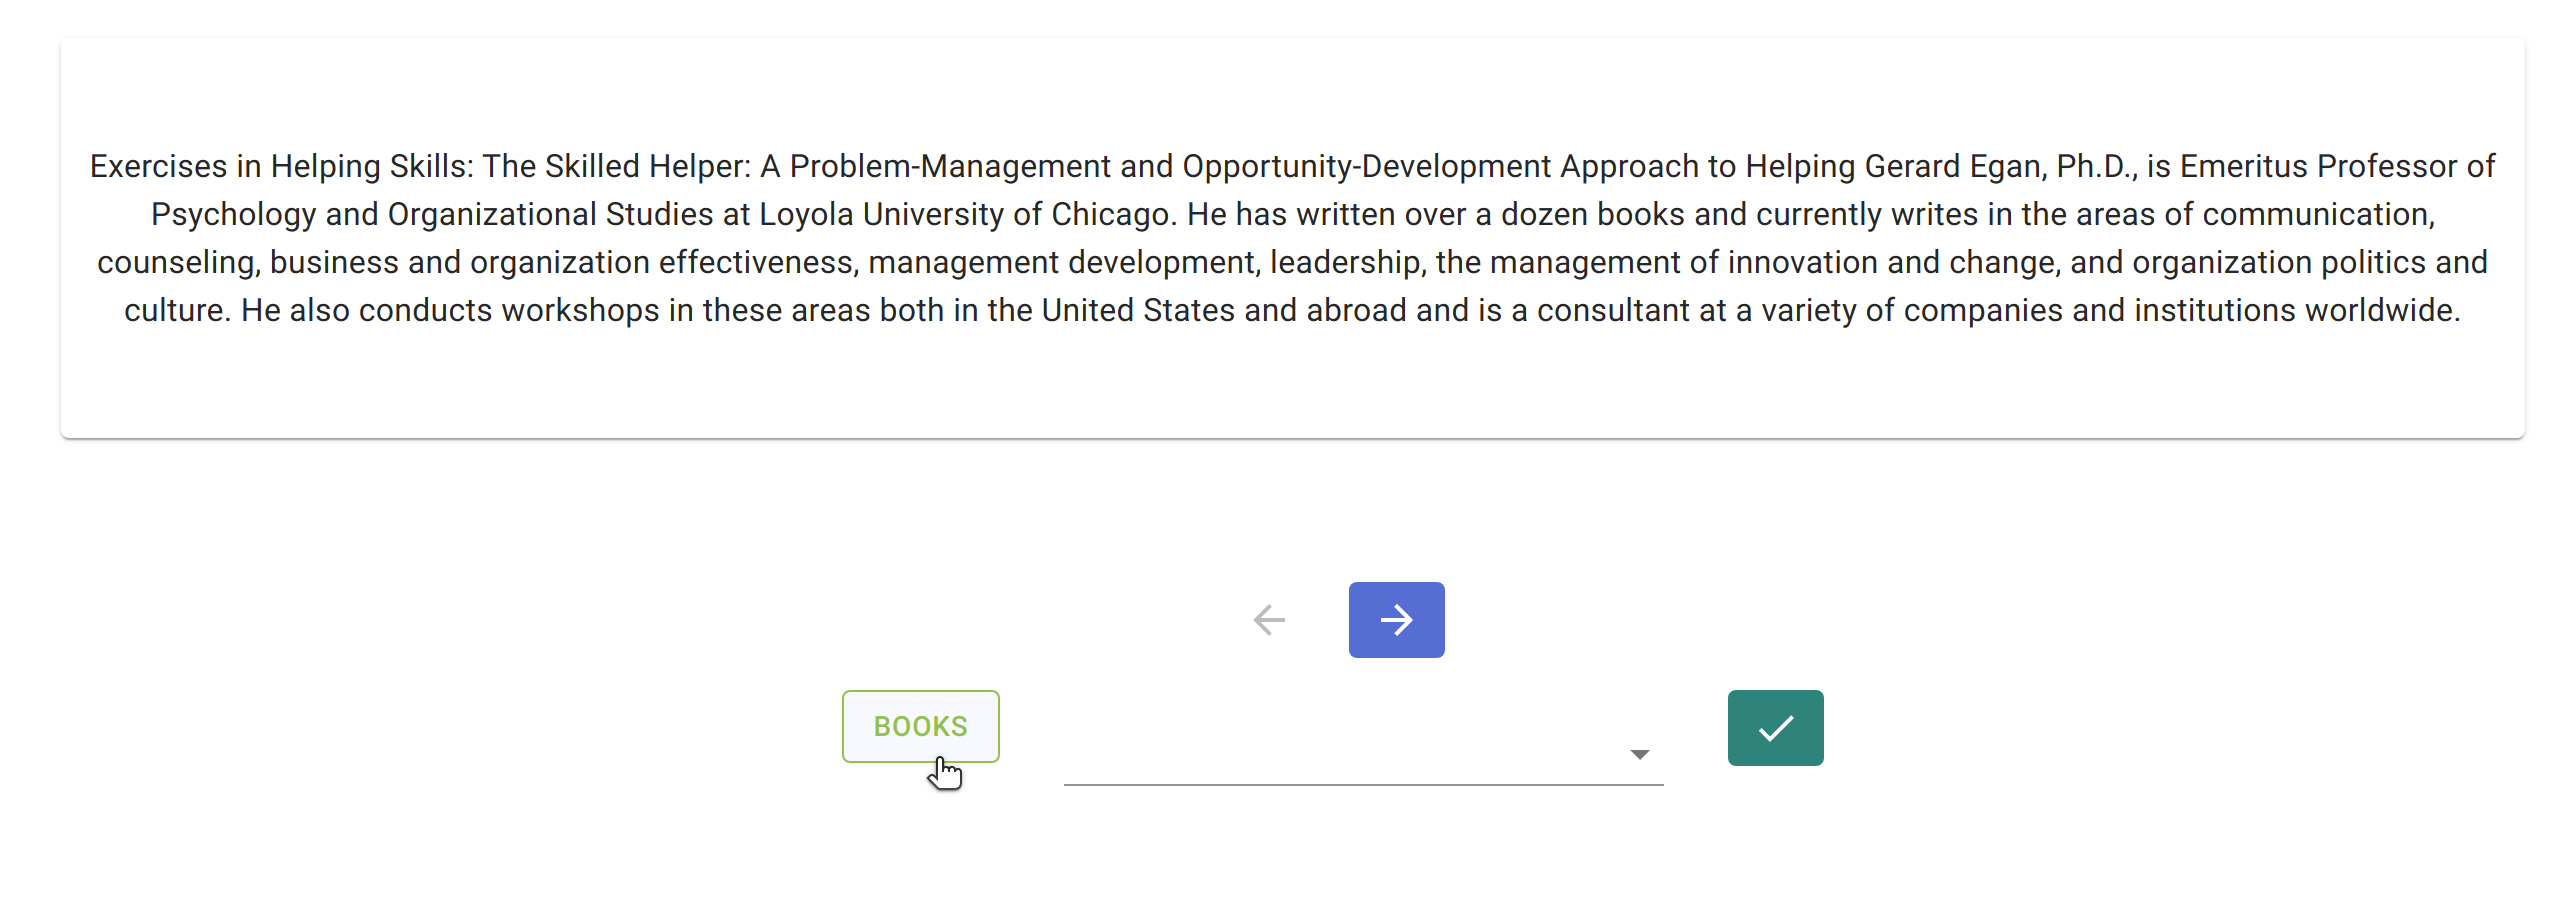 Exercises in Helping Skills: The Skilled Helper: A Problem-Management and Opportunity-Development Approach to Helping Gerard Egan, Ph.D., is Emeritus Professor of
Psychology and Organizational Studies at Loyola University of Chicago. He has written over a dozen books and currently writes in the areas of communication,
counseling, business and organization effectiveness, management development, leadership, the management of innovation and change, and organization politics and
culture. He also conducts workshops in these areas both in the United States and abroad and is a consultant at a variety of companies and institutions worldwide.
BOOKS